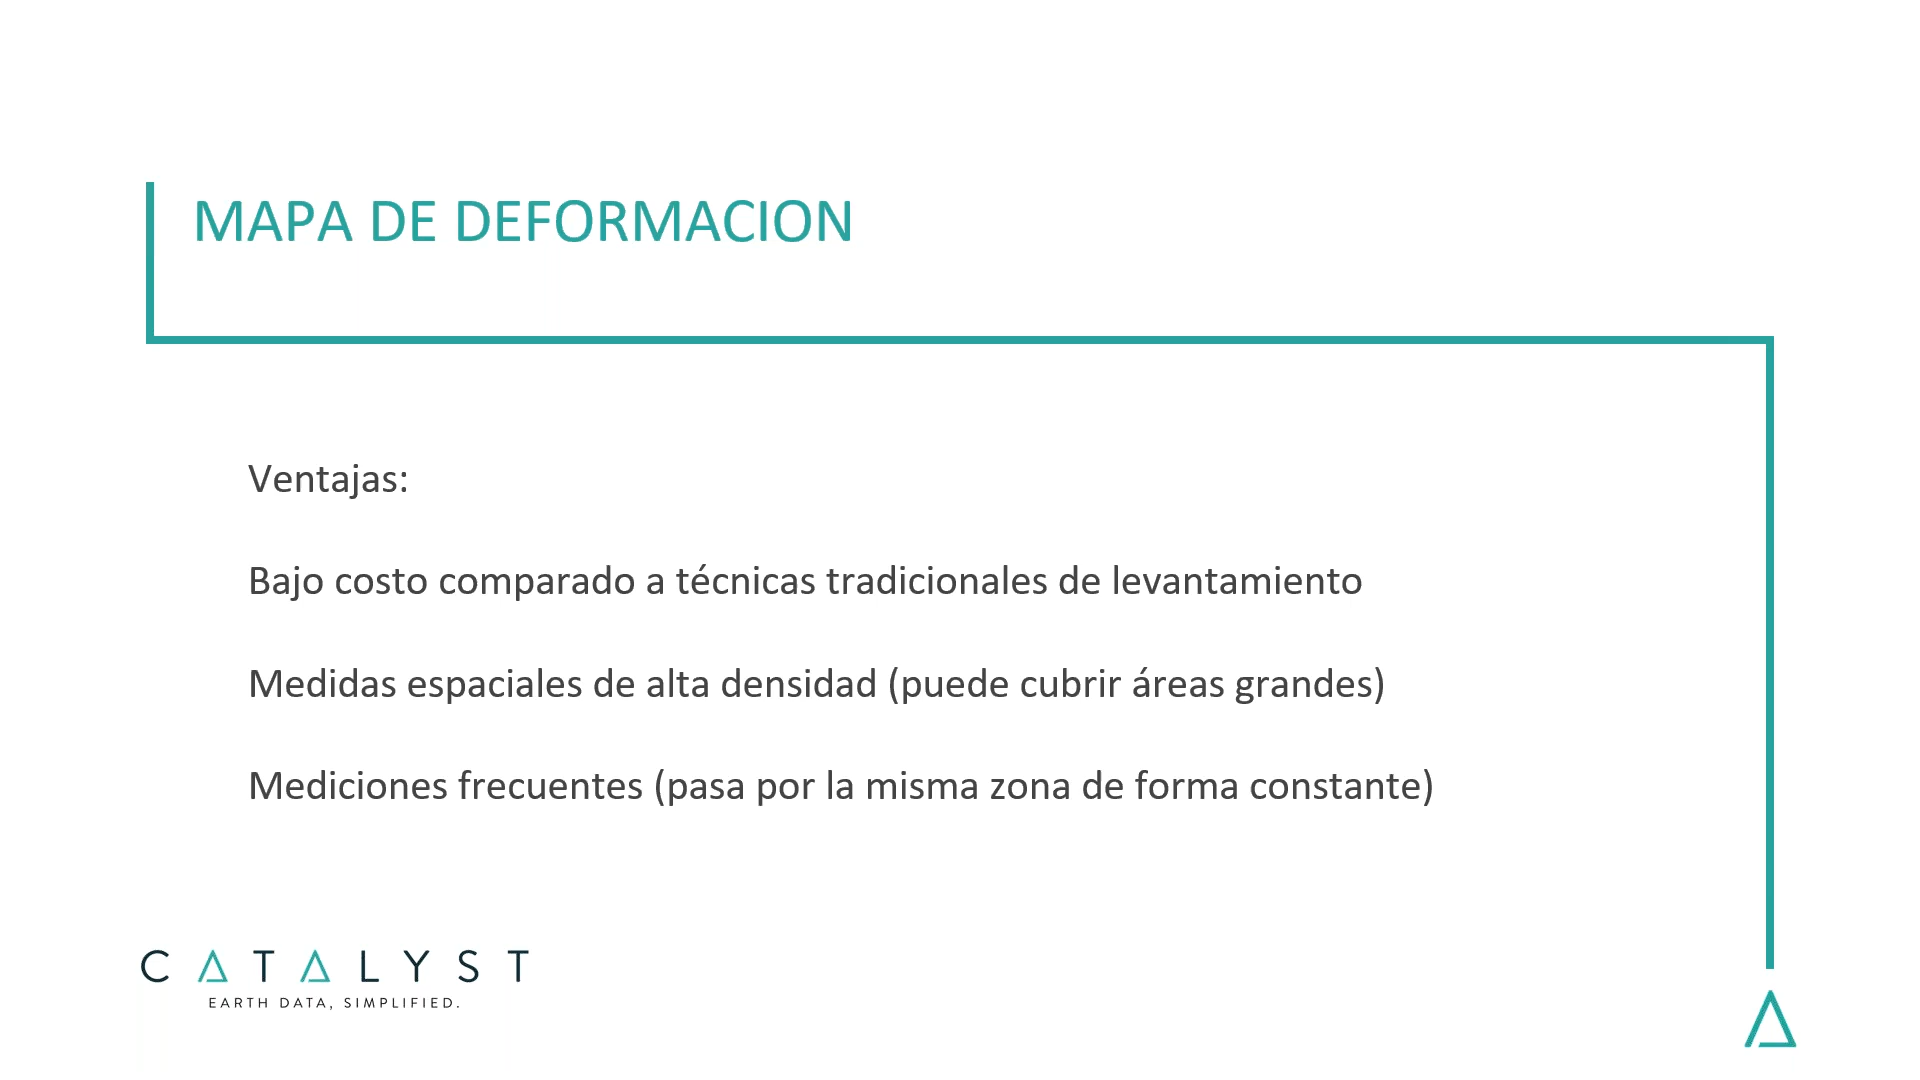 MAPA DE DEFORMACION
Ventajas:
Bajo costo comparado a técnicas tradicionales de levantamiento
Medidas espaciales de alta densidad (puede cubrir áreas grandes)
Mediciones frecuentes (pasa por la misma zona de forma constante)
CATALYST
EARTH DATA, SIMPLIFIED.